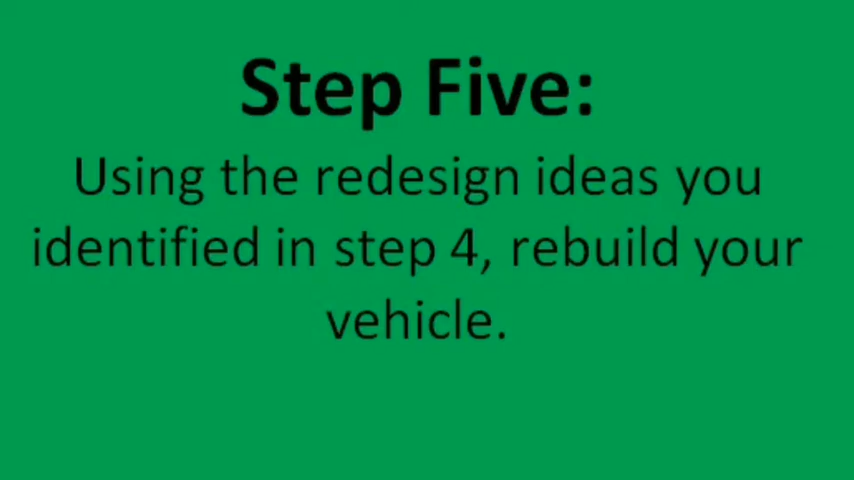 Step Five:
Using the redesign ideas you
identified in step 4, rebuild your
vehicle.